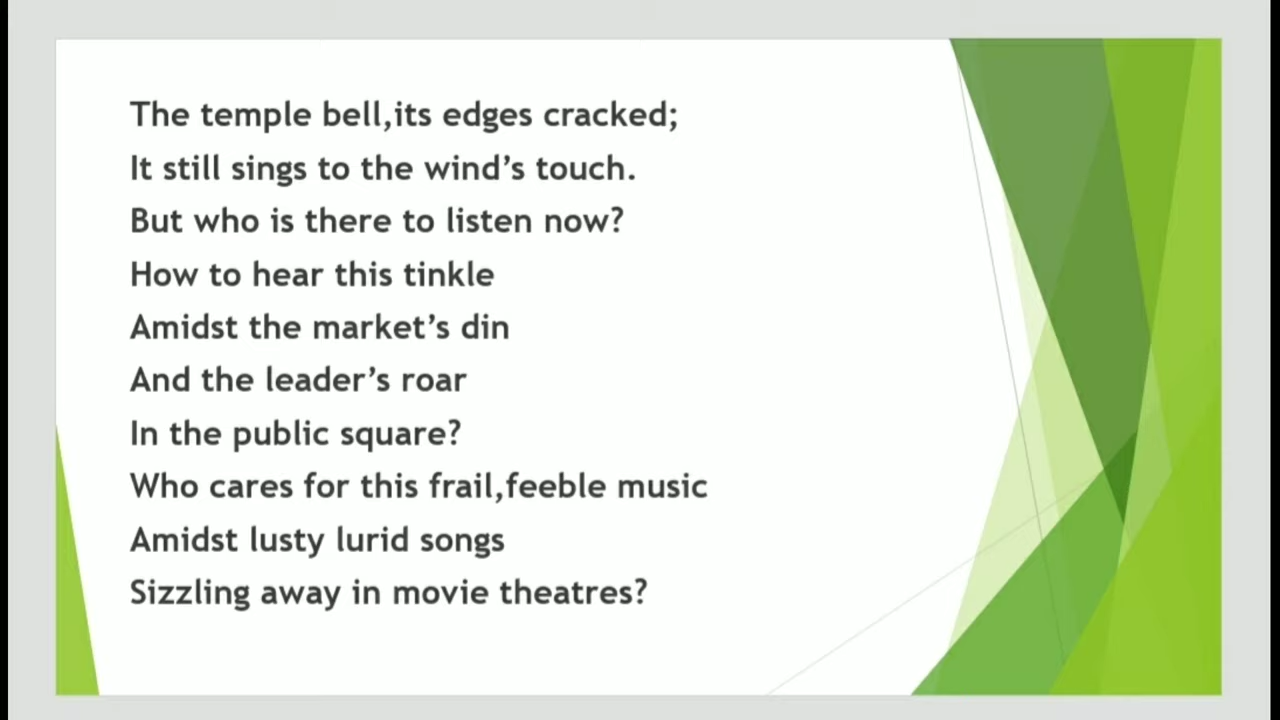 The temple bell,its edges cracked;
It still sings to the wind’s touch.
But who is there to listen now?
How to hear this tinkle
Amidst the market’s din
And the leader’s roar
In the public square?
Who cares for this frail,feeble music
Amidst lusty lurid songs
Sizzling away in movie theatres?